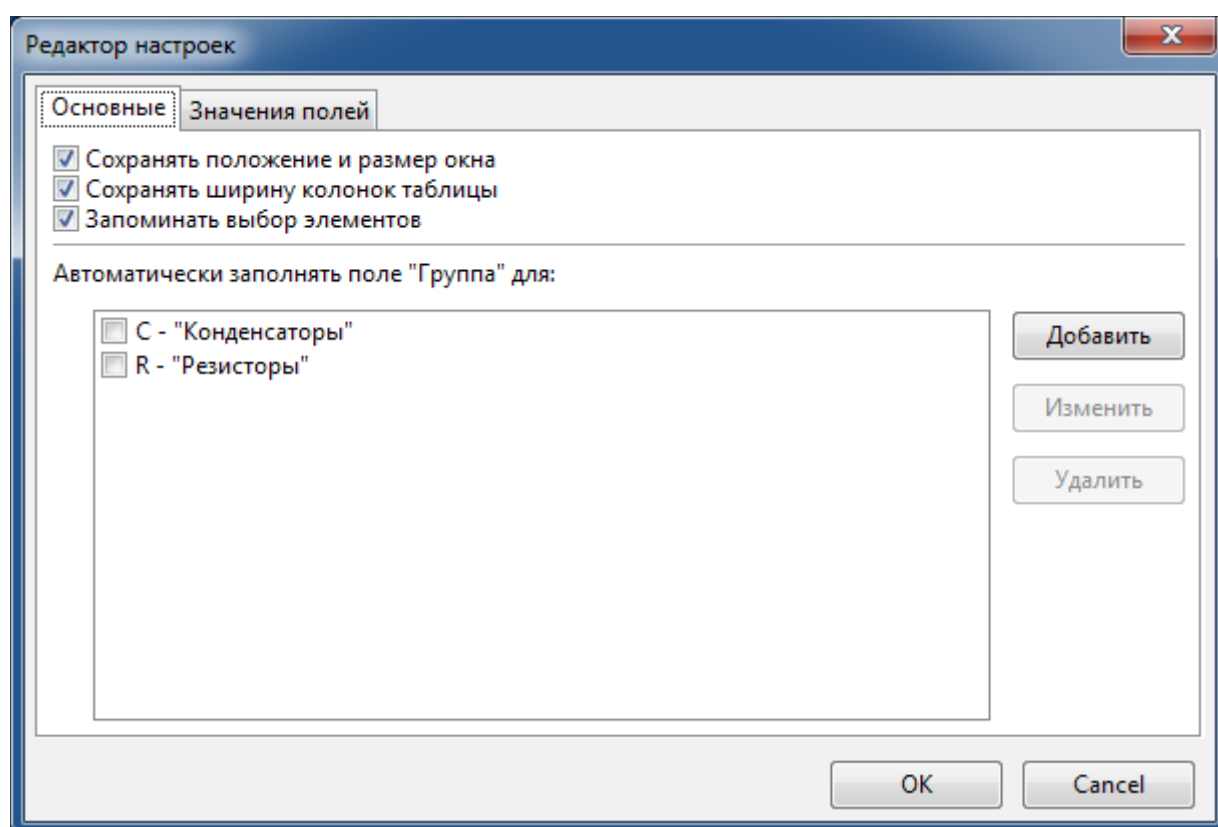 Редактор настроек
Основные
Значения полей
Сохранять положение и размер окна
Сохранять ширину колонок таблицы
Запоминать выбор элементов
Автоматически заполнять поле "Группа" для:
C - "Конденсаторы"
R - "Резисторы"
Добавить
Изменить
Удалить
OK
Cancel